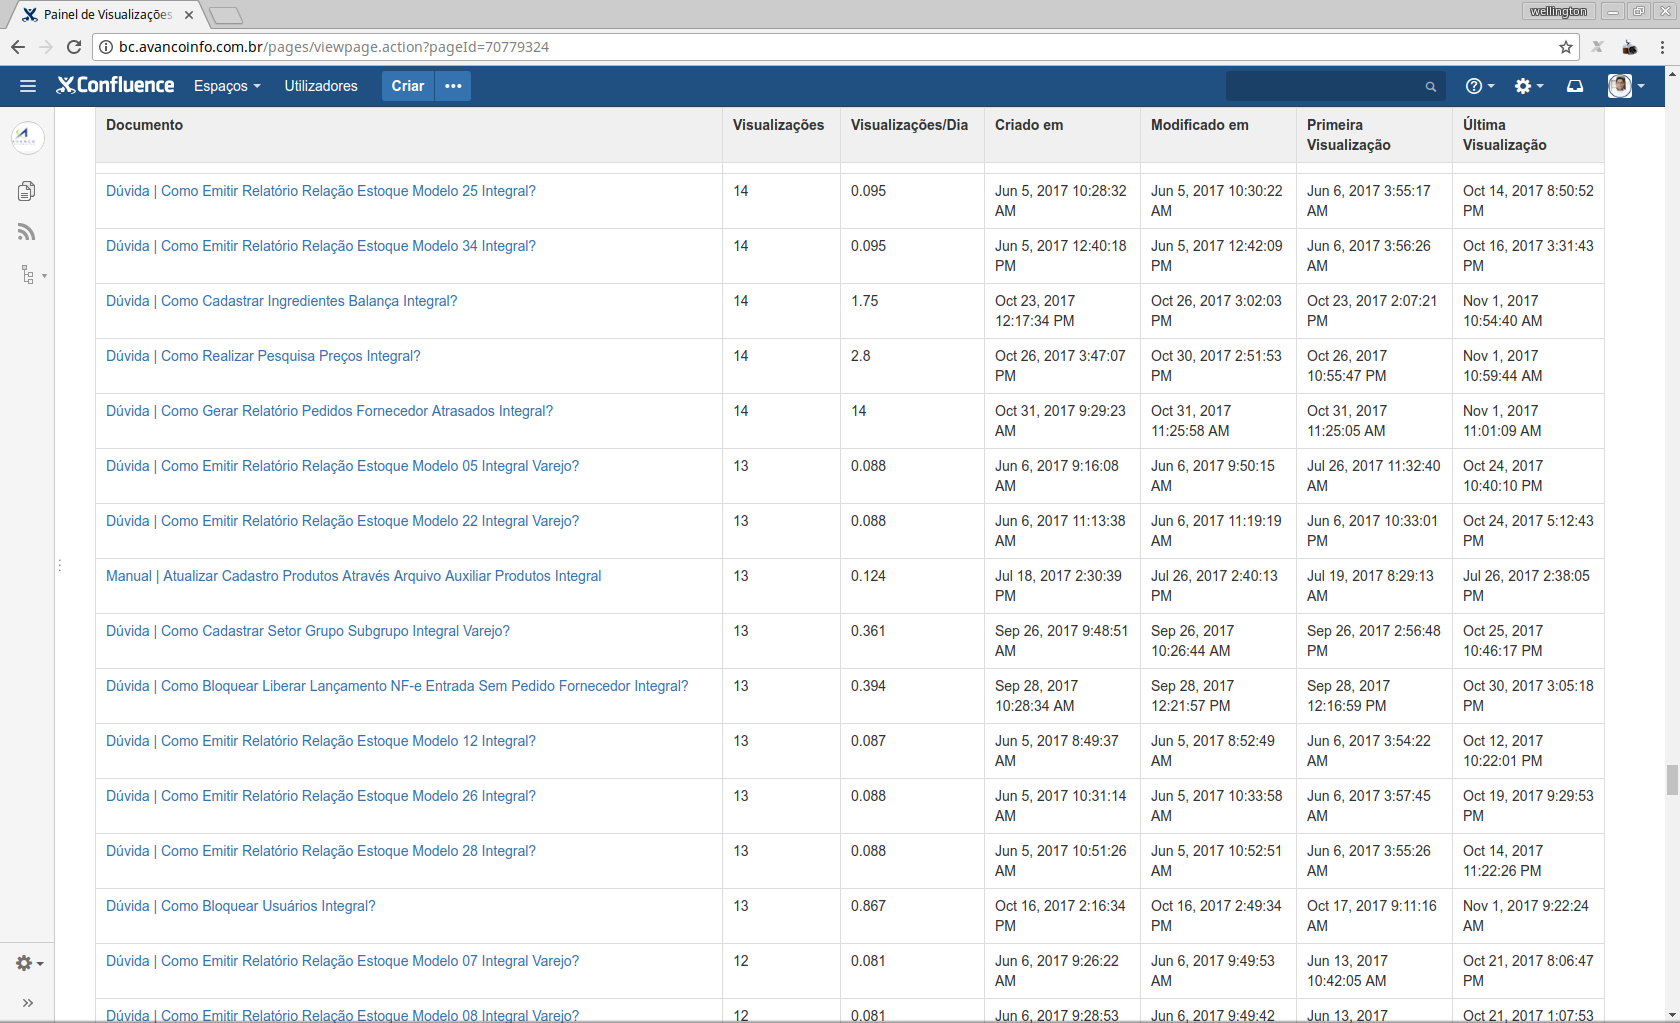 Painel de Visualizações
wellington
bc.avancoinfo.com.br/pages/viewpage.action?pageId=70779324
Confluence Espaços Utilizadores Criar
Documento Visualizações Visualizações/Dia Criado em Modificado em Primeira Última
Visualização Visualização
Dúvida | Como Emitir Relatório Relação Estoque Modelo 25 Integral? 14 0.095 Jun 5, 2017 10:28:32 Jun 5, 2017 10:30:22 Jun 6, 2017 3:55:17 Oct 14, 2017 8:50:52
AM AM AM PM
Dúvida | Como Emitir Relatório Relação Estoque Modelo 34 Integral? 14 0.095 Jun 5, 2017 12:40:18 Jun 5, 2017 12:42:09 Jun 6, 2017 3:56:26 Oct 16, 2017 3:31:43
PM PM AM PM
Dúvida | Como Cadastrar Ingredientes Balança Integral? 14 1.75 Oct 23, 2017 Oct 26, 2017 3:02:03 Oct 23, 2017 2:07:21 Nov 1, 2017
12:17:34 PM PM PM 10:54:40 AM
Dúvida | Como Realizar Pesquisa Preços Integral? 14 2.8 Oct 26, 2017 3:47:07 Oct 30, 2017 2:51:53 Oct 26, 2017 Nov 1, 2017
PM PM 10:55:47 PM 10:59:44 AM
Dúvida | Como Gerar Relatório Pedidos Fornecedor Atrasados Integral? 14 14 Oct 31, 2017 9:29:23 Oct 31, 2017 Oct 31, 2017 Nov 1, 2017
AM 11:25:58 AM 11:25:05 AM 11:01:09 AM
Dúvida | Como Emitir Relatório Relação Estoque Modelo 05 Integral Varejo? 13 0.088 Jun 6, 2017 9:16:08 Jun 6, 2017 9:50:15 Jul 26, 2017 11:32:40 Oct 24, 2017
AM AM AM 10:40:10 PM
Dúvida | Como Emitir Relatório Relação Estoque Modelo 22 Integral Varejo? 13 0.088 Jun 6, 2017 11:13:38 Jun 6, 2017 11:19:19 Jun 6, 2017 10:33:01 Oct 24, 2017 5:12:43
AM AM PM PM
Manual | Atualizar Cadastro Produtos Através Arquivo Auxiliar Produtos Integral 13 0.124 Jul 18, 2017 2:30:39 Jul 26, 2017 2:40:13 Jul 19, 2017 8:29:13 Jul 26, 2017 2:38:05
PM PM AM PM
Dúvida | Como Cadastrar Setor Grupo Subgrupo Integral Varejo? 13 0.361 Sep 26, 2017 9:48:51 Sep 26, 2017 Sep 26, 2017 2:56:48 Oct 25, 2017
AM 10:26:44 AM PM 10:46:17 PM
Dúvida | Como Bloquear Liberar Lançamento NF-e Entrada Sem Pedido Fornecedor Integral? 13 0.394 Sep 28, 2017 Sep 28, 2017 Sep 28, 2017 Oct 30, 2017 3:05:18
10:28:34 AM 12:21:57 PM 12:16:59 PM PM
Dúvida | Como Emitir Relatório Relação Estoque Modelo 12 Integral? 13 0.087 Jun 5, 2017 8:49:37 Jun 5, 2017 8:52:49 Jun 6, 2017 3:54:22 Oct 12, 2017
AM AM AM 10:22:01 PM
Dúvida | Como Emitir Relatório Relação Estoque Modelo 26 Integral? 13 0.088 Jun 5, 2017 10:31:14 Jun 5, 2017 10:33:58 Jun 6, 2017 3:57:45 Oct 19, 2017 9:29:53
AM AM AM PM
Dúvida | Como Emitir Relatório Relação Estoque Modelo 28 Integral? 13 0.088 Jun 5, 2017 10:51:26 Jun 5, 2017 10:52:51 Jun 6, 2017 3:55:26 Oct 14, 2017
AM AM AM 11:22:26 PM
Dúvida | Como Bloquear Usuários Integral? 13 0.867 Oct 16, 2017 2:16:34 Oct 16, 2017 2:49:34 Oct 17, 2017 9:11:16 Nov 1, 2017 9:22:24
PM PM AM AM
Dúvida | Como Emitir Relatório Relação Estoque Modelo 07 Integral Varejo? 12 0.081 Jun 6, 2017 9:26:22 Jun 6, 2017 9:49:53 Jun 13, 2017 Oct 21, 2017 8:06:47
AM AM 10:42:05 AM PM
Dúvida | Como Emitir Relatório Relação Estoque Modelo 08 Integral Varejo? 12 0.081 Jun 6, 2017 9:28:53 Jun 6, 2017 9:49:42 Jun 13, 2017 Oct 21, 2017 1:07:53